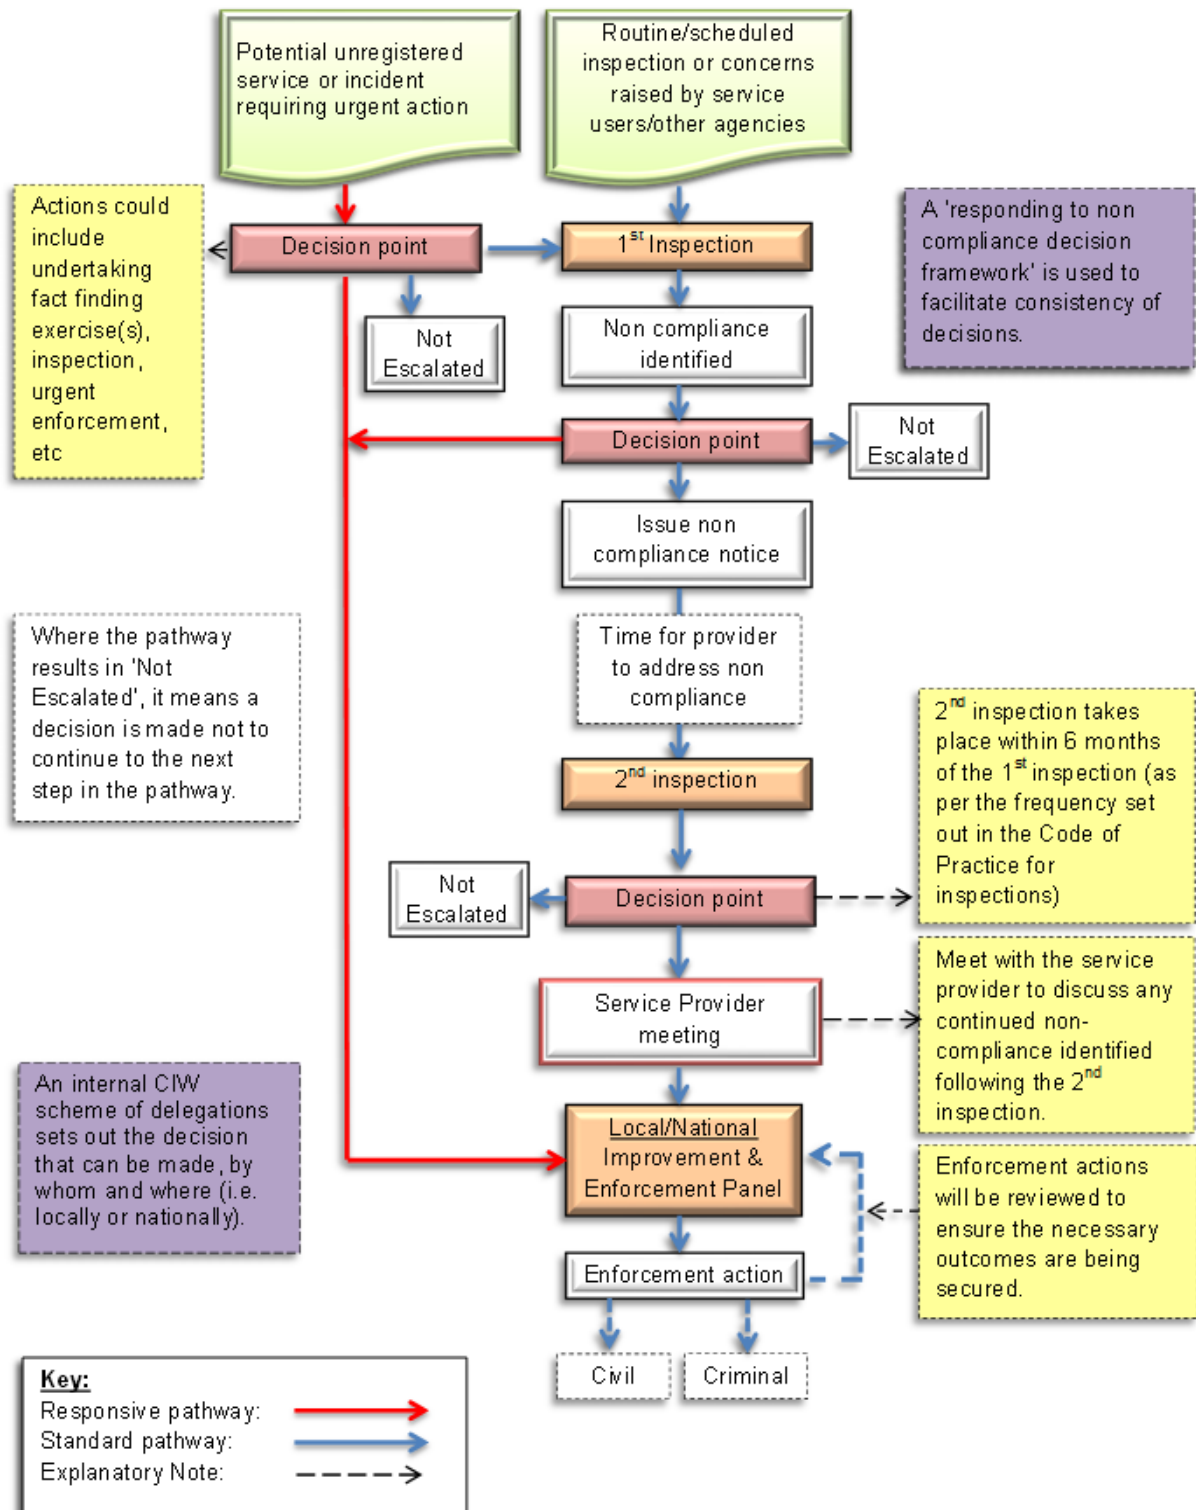 Potential unregistered
service or incident
requiring urgent action
Routine/scheduled
inspection or concerns
raised by service
users/other agencies
Actions could
include
undertaking
fact finding
exercise(s),
inspection,
urgent
enforcement,
etc
Decision point
1st Inspection
A 'responding to non
compliance decision
framework' is used to
facilitate consistency of
decisions.
Not
Escalated
Non compliance
identified
Decision point
Not
Escalated
Issue non
compliance notice
Where the pathway
results in 'Not
Escalated', it means a
decision is made not to
continue to the next
step in the pathway.
Time for provider
to address non
compliance
2nd inspection
2nd inspection takes
place within 6 months
of the 1st inspection (as
per the frequency set
out in the Code of
Practice for
inspections)
Not
Escalated
Decision point
Service Provider
meeting
Meet with the service
provider to discuss any
continued non-
compliance identified
following the 2nd
inspection.
An internal CIW
scheme of delegations
sets out the decision
that can be made, by
whom and where (i.e.
locally or nationally).
Local/National
Improvement &
Enforcement Panel
Enforcement actions
will be reviewed to
ensure the necessary
outcomes are being
secured.
Enforcement action
Civil
Criminal
Key:
Responsive pathway:
Standard pathway:
Explanatory Note: